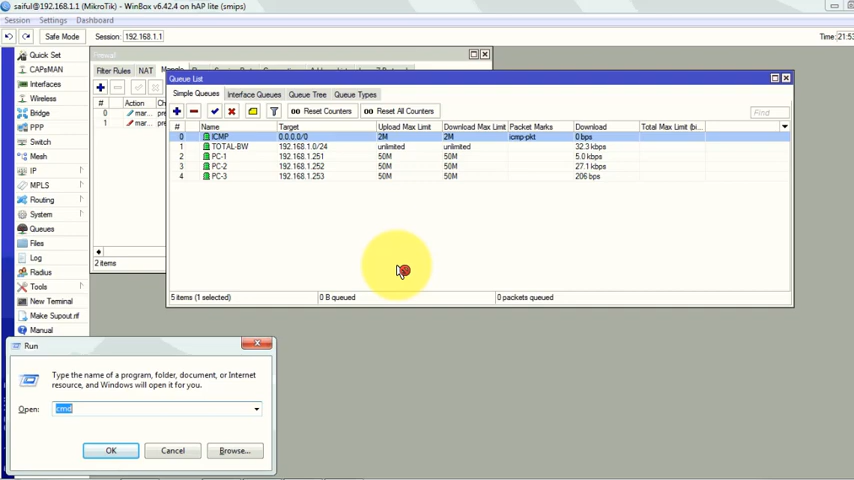 saiful@192.168.1.1 (MikroTik) - WinBox v6.42.4 on hAP lite (smips)
Session Settings Dashboard
Safe Mode Session: 192.168.1.1 Time: 21:53
Quick Set
CAPsMAN
Interfaces
Wireless
Bridge
PPP
Switch
Mesh
IP
MPLS
Routing
System
Queues
Files
Log
Radius
Tools
New Terminal
Make Supout.rif
Manual
Firewall
Filter Rules NAT Mangle
# Action
0 mar...
1 mar...
2 items
Queue List
Simple Queues Interface Queues Queue Tree Queue Types
00 Reset Counters 00 Reset All Counters Find
# Name Target Upload Max Limit Download Max Limit Packet Marks Download Total Max Limit (bi...
0 ICMP 0.0.0.0/0 2M 2M icmp-pkt 0 bps
1 TOTAL-BW 192.168.1.0/24 unlimited unlimited 32.3 kbps
2 PC-1 192.168.1.251 50M 50M 5.0 kbps
3 PC-2 192.168.1.252 50M 50M 27.1 kbps
4 PC-3 192.168.1.253 50M 50M 206 bps
5 items (1 selected) 0 B queued 0 packets queued
Run
Type the name of a program, folder, document, or Internet
resource, and Windows will open it for you.
Open: cmd
OK Cancel Browse...